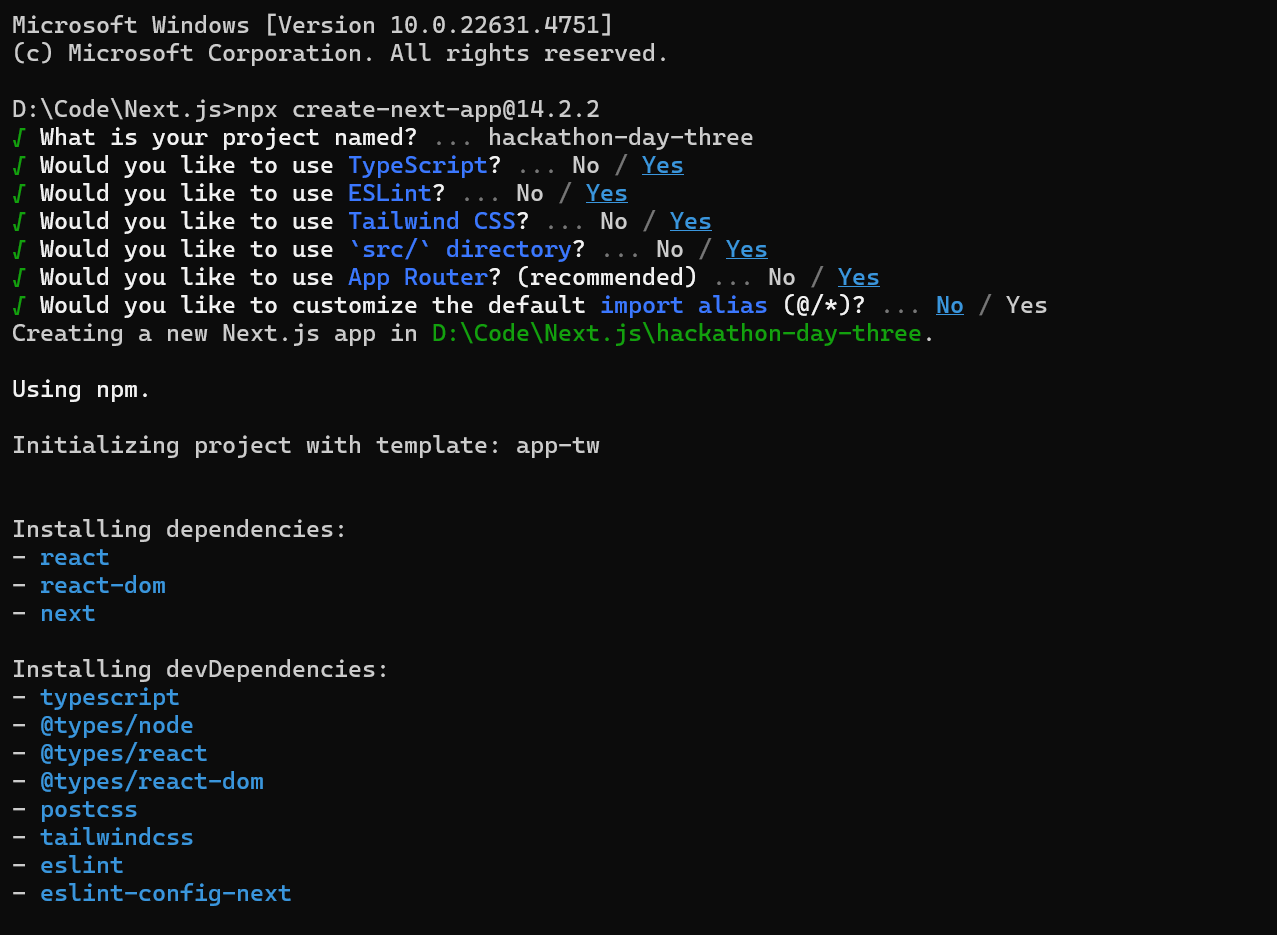 Microsoft Windows [Version 10.0.22631.4751]
(c) Microsoft Corporation. All rights reserved.
D:\Code\Next.js>npx create-next-app@14.2.2
√ What is your project named? ... hackathon-day-three
√ Would you like to use TypeScript? ... No / Yes
√ Would you like to use ESLint? ... No / Yes
√ Would you like to use Tailwind CSS? ... No / Yes
√ Would you like to use `src/` directory? ... No / Yes
√ Would you like to use App Router? (recommended) ... No / Yes
√ Would you like to customize the default import alias (@/*)? ... No / Yes
Creating a new Next.js app in D:\Code\Next.js\hackathon-day-three.
Using npm.
Initializing project with template: app-tw
Installing dependencies:
- react
- react-dom
- next
Installing devDependencies:
- typescript
- @types/node
- @types/react
- @types/react-dom
- postcss
- tailwindcss
- eslint
- eslint-config-next